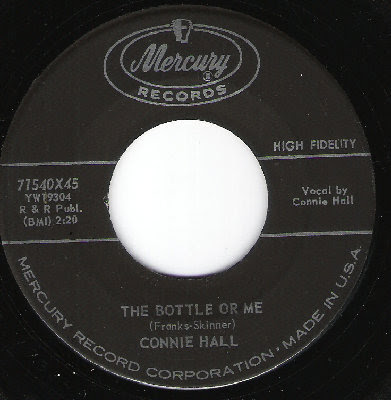 Mercury
®
RECORDS
HIGH FIDELITY
71540X45
YW19304
R & R Publ.
(BMI) 2:20
Vocal by
Connie Hall
THE BOTTLE OR ME
(Franks-Skinner)
CONNIE HALL
MERCURY RECORD CORPORATION • MADE IN U.S.A.